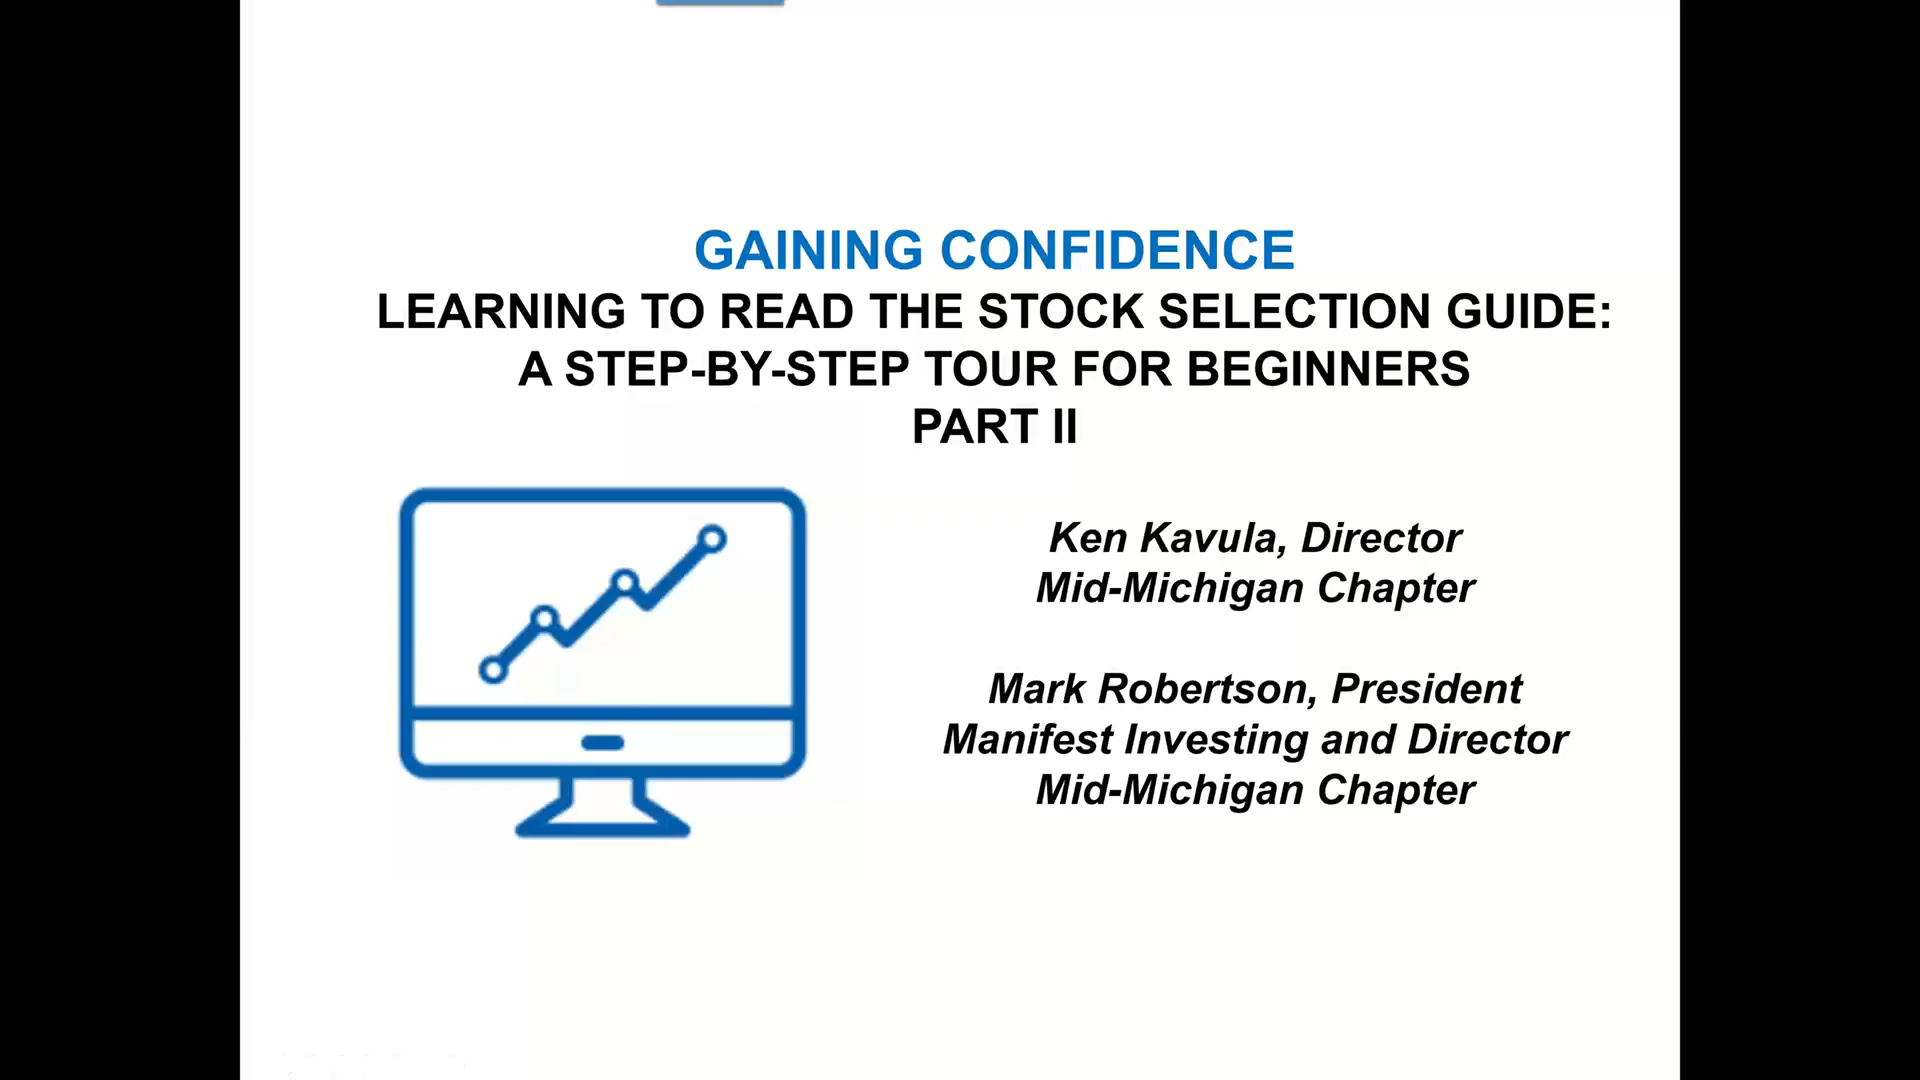 GAINING CONFIDENCE
LEARNING TO READ THE STOCK SELECTION GUIDE:
A STEP-BY-STEP TOUR FOR BEGINNERS
PART II
Ken Kavula, Director
Mid-Michigan Chapter
Mark Robertson, President
Manifest Investing and Director
Mid-Michigan Chapter